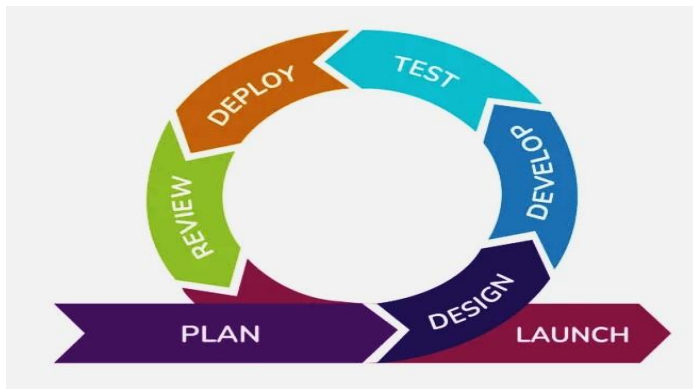 PLAN
DESIGN
DEVELOP
TEST
DEPLOY
REVIEW
LAUNCH